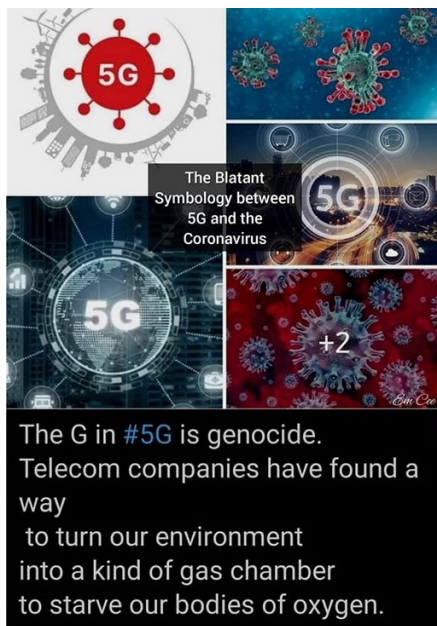 5G
The Blatant
Symbology between
5G and the
Coronavirus
5G
5G
+2
Em Cee
The G in #5G is genocide.
Telecom companies have found a
way
to turn our environment
into a kind of gas chamber
to starve our bodies of oxygen.